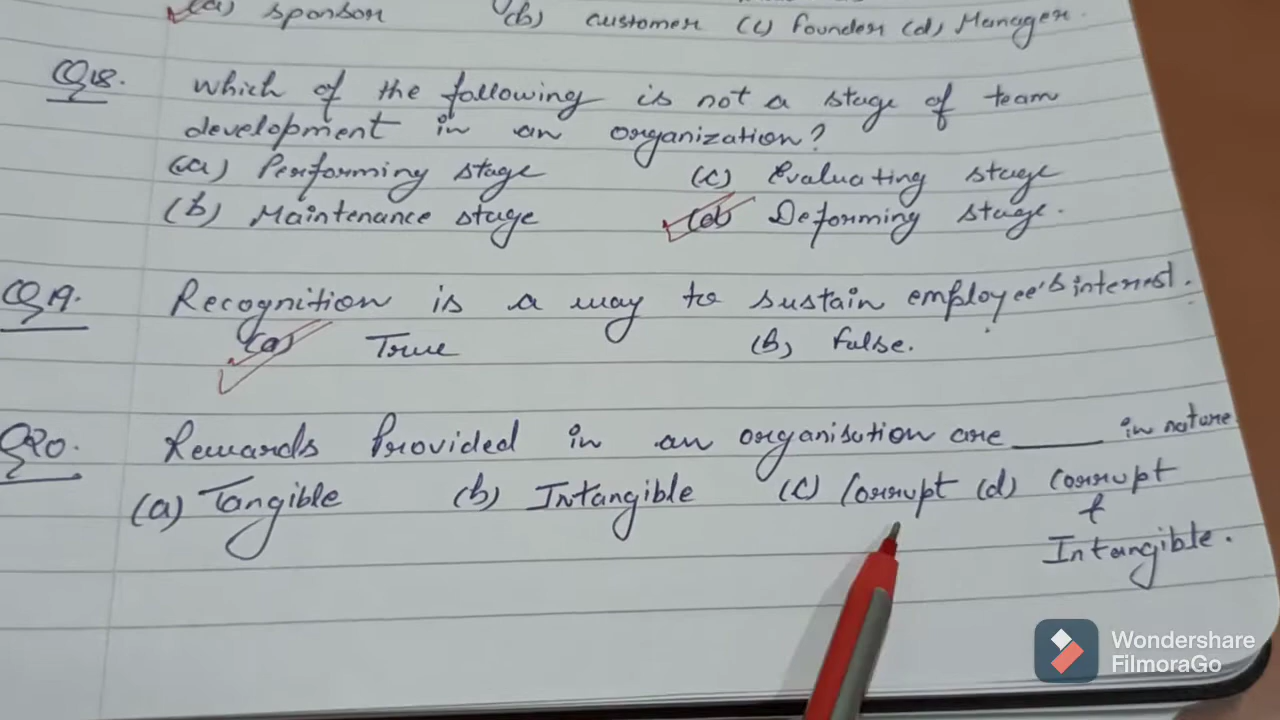 (a) sponsor (b) customer (c) founder (d) Manager.
Q18. Which of the following is not a stage of team
development in an organization?
(a) Performing stage (c) Evaluating stage
(b) Maintenance stage (d) Deforming stage.
Q19. Recognition is a way to sustain employee's interest.
(a) True (b) False.
Q20. Rewards Provided in an organisation are ____ in nature
(a) Tangible (b) Intangible (c) Corrupt (d) Corrupt
+
Intangible.
Wondershare
FilmoraGo